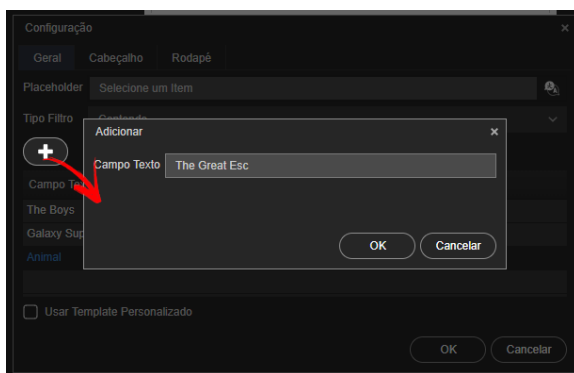 Configuração
Geral Cabeçalho Rodapé
Placeholder Selecione um Item
Tipo Filtro
Adicionar
Campo Texto The Great Esc
Campo
The Boys
Galaxy
OK Cancelar
Animal
Usar Template Personalizado
OK Cancelar